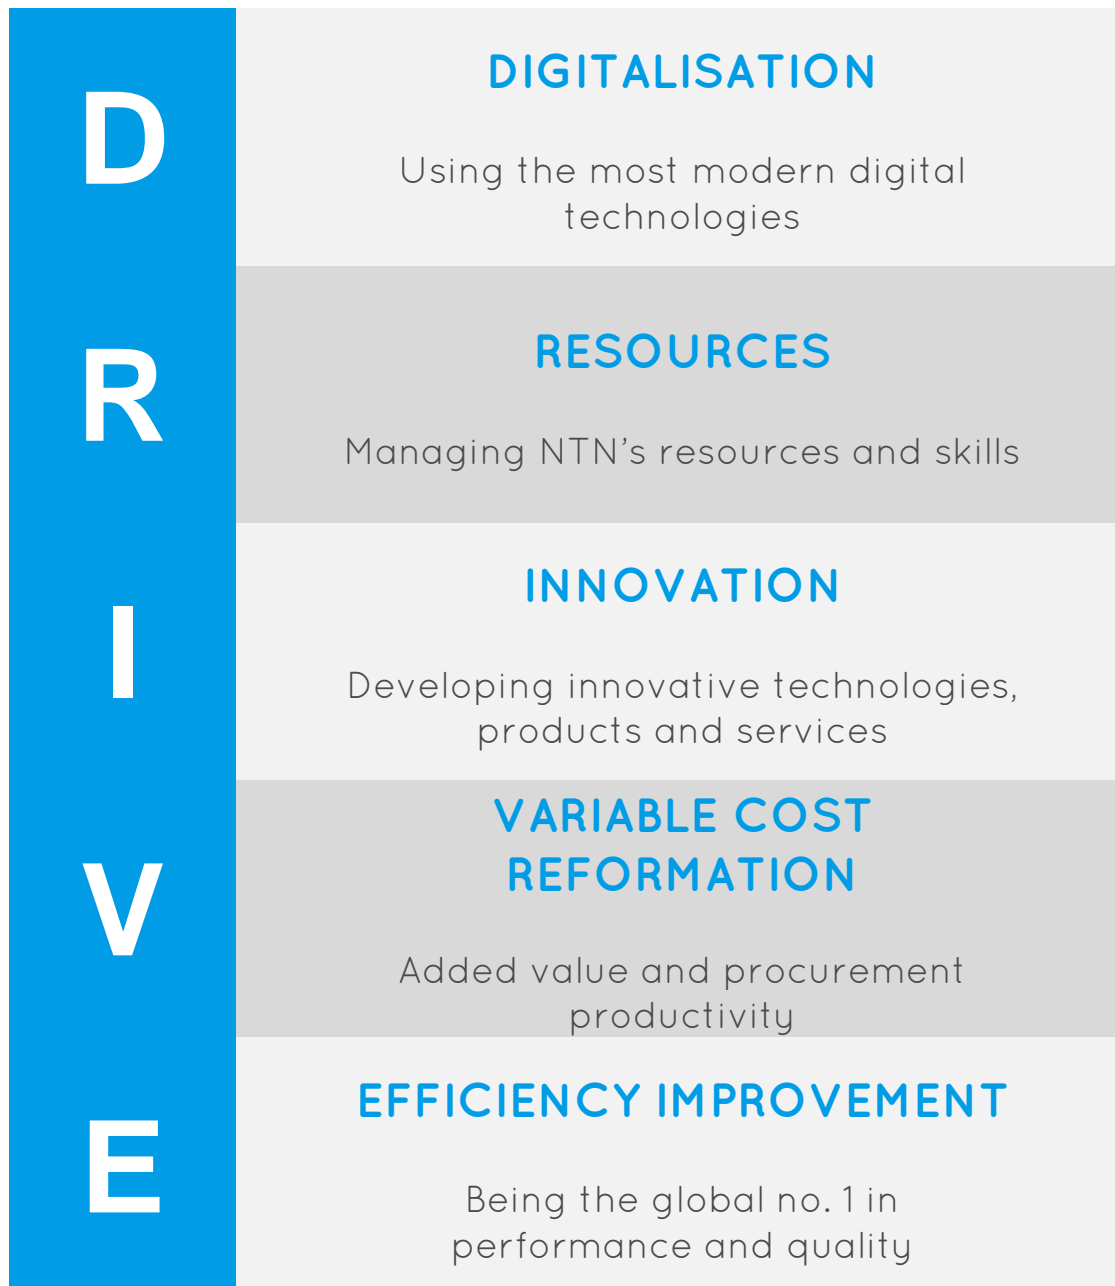 D
DIGITALISATION
Using the most modern digital
technologies
R
RESOURCES
Managing NTN’s resources and skills
I
INNOVATION
Developing innovative technologies,
products and services
V
VARIABLE COST
REFORMATION
Added value and procurement
productivity
E
EFFICIENCY IMPROVEMENT
Being the global no. 1 in
performance and quality